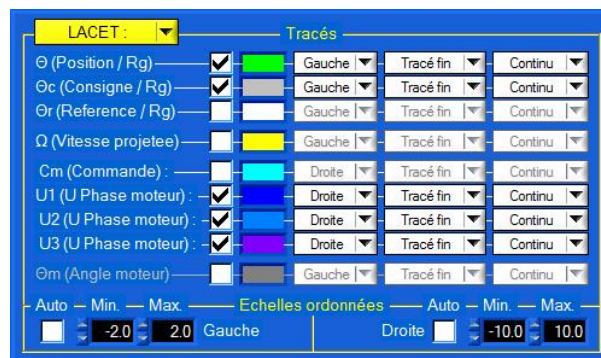 LACET : Tracés
Θ (Position / Rg) Gauche Tracé fin Continu
Θc (Consigne / Rg) Gauche Tracé fin Continu
Θr (Reference / Rg) Gauche Tracé fin Continu
Ω (Vitesse projetee) Gauche Tracé fin Continu
Cm (Commande) : Droite Tracé fin Continu
U1 (U Phase moteur) : Droite Tracé fin Continu
U2 (U Phase moteur) : Droite Tracé fin Continu
U3 (U Phase moteur) : Droite Tracé fin Continu
Θm (Angle moteur) Gauche Tracé fin Continu
Auto Min. Max. Echelles ordonnées Auto Min. Max.
-2.0 2.0 Gauche Droite -10.0 10.0